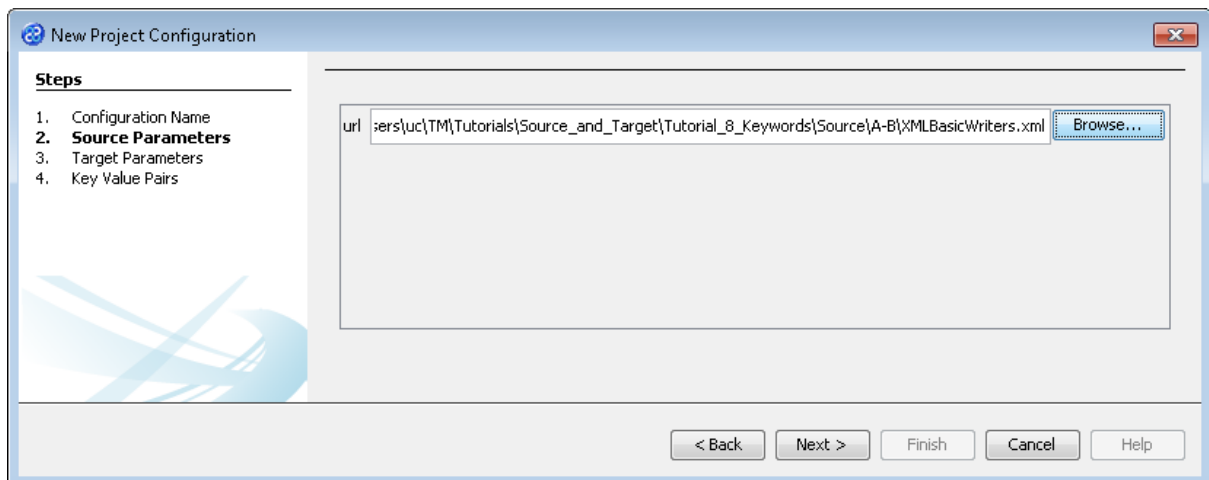 New Project Configuration
Steps
1. Configuration Name
2. Source Parameters
3. Target Parameters
4. Key Value Pairs
url sers\uc\TM\Tutorials\Source_and_Target\Tutorial_8_Keywords\Source\A-B\XMLBasicWriters.xml Browse...
< Back Next > Finish Cancel Help